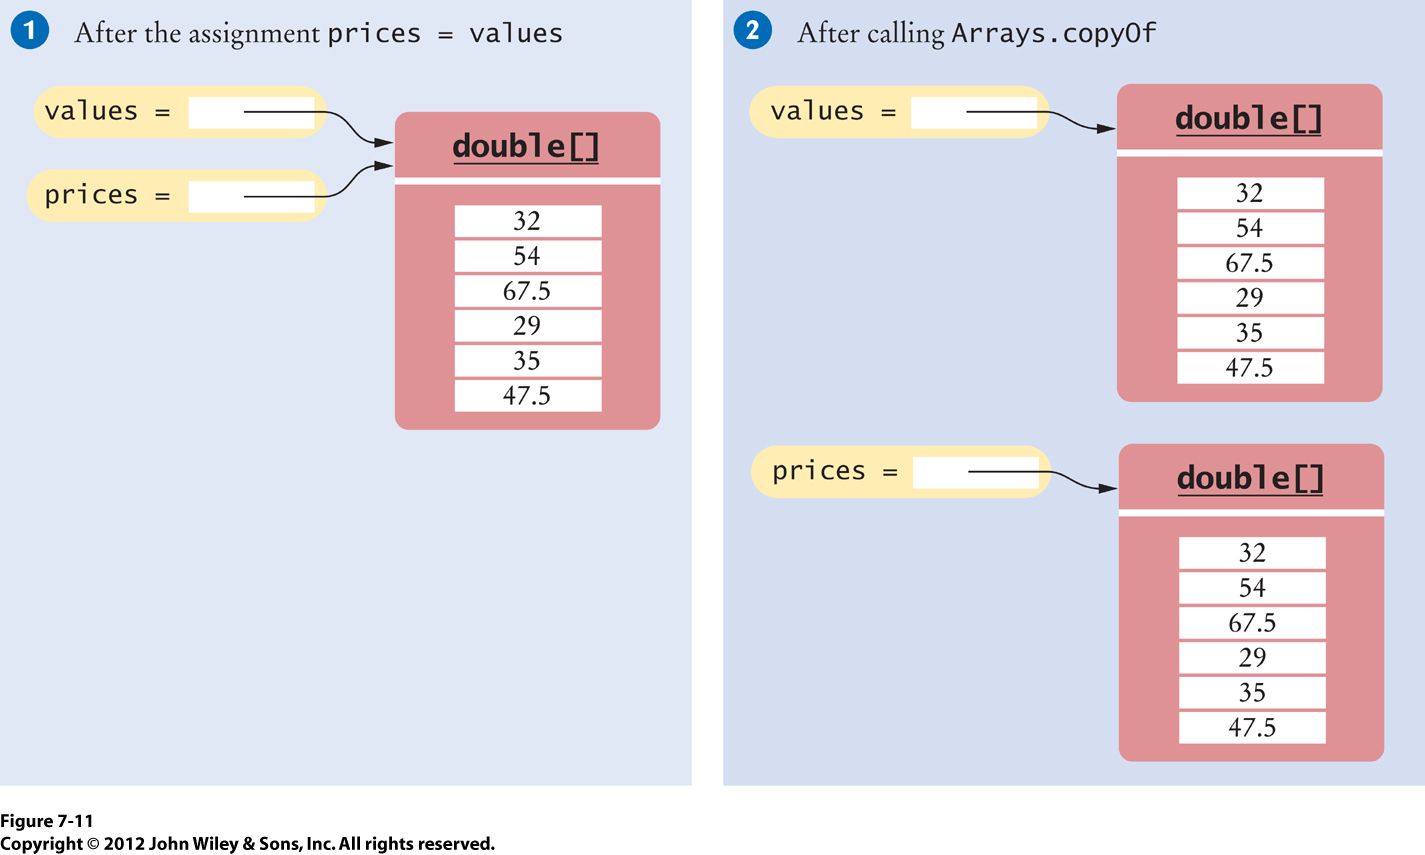 1 After the assignment prices = values
values =
prices =
double[]
32
54
67.5
29
35
47.5
2 After calling Arrays.copyOf
values =
double[]
32
54
67.5
29
35
47.5
prices =
double[]
32
54
67.5
29
35
47.5
Figure 7-11
Copyright © 2012 John Wiley & Sons, Inc. All rights reserved.